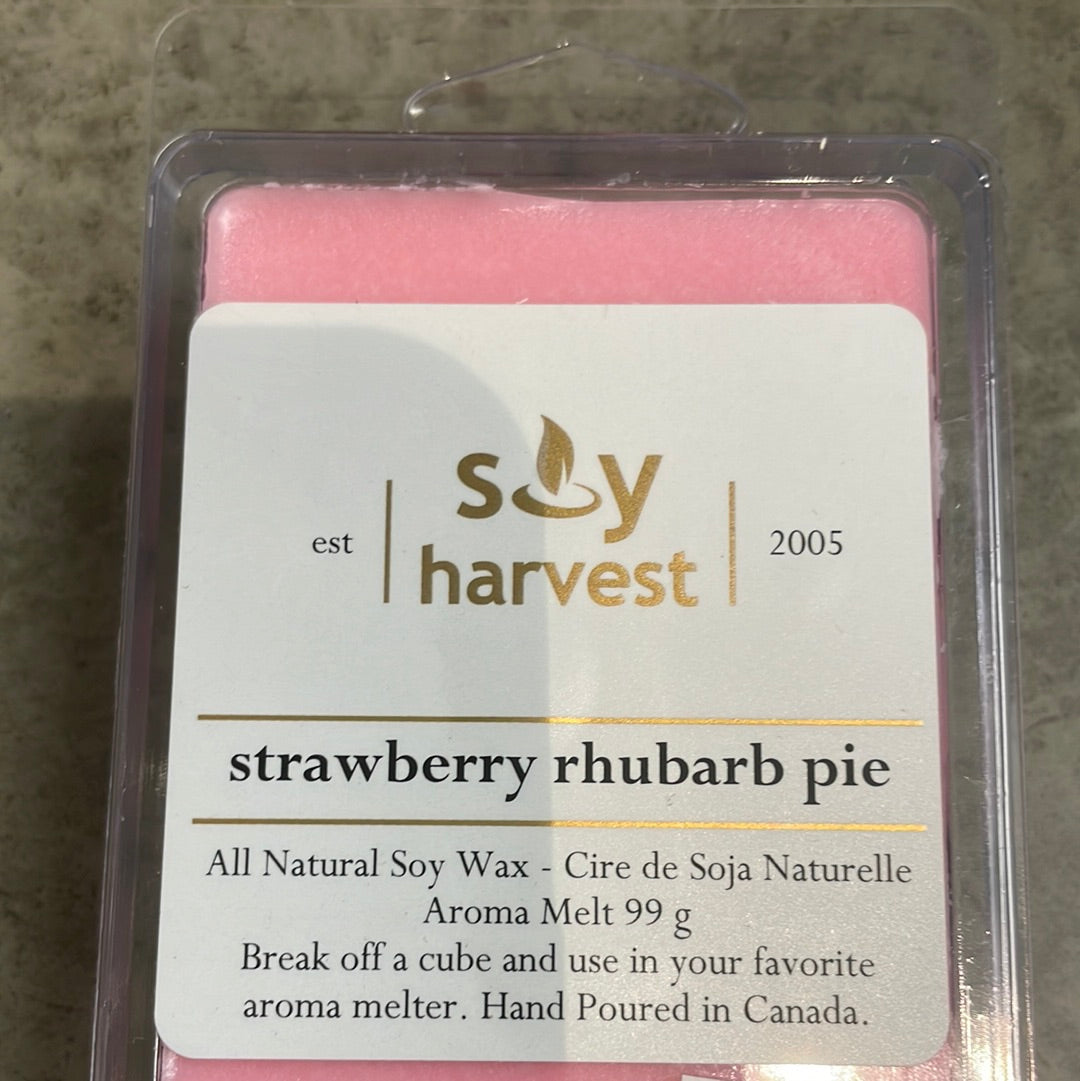 est
soy
harvest
2005
strawberry rhubarb pie
All Natural Soy Wax - Cire de Soja Naturelle
Aroma Melt 99 g
Break off a cube and use in your favorite
aroma melter. Hand Poured in Canada.